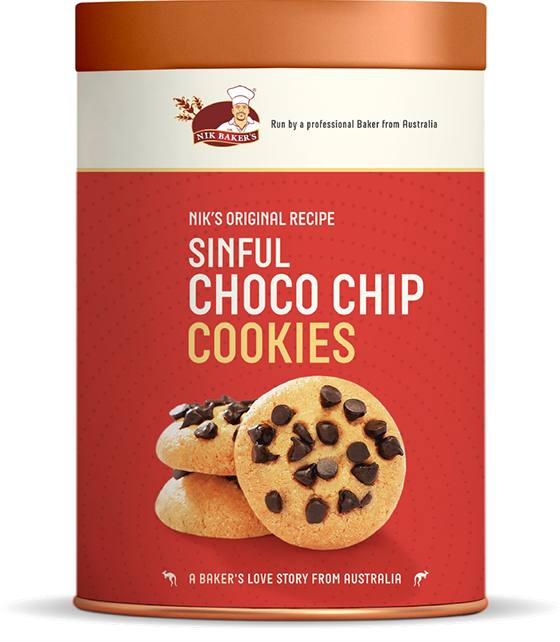 NIK BAKER'S
Run by a professional Baker from Australia
NIK'S ORIGINAL RECIPE
SINFUL
CHOCO CHIP
COOKIES
A BAKER'S LOVE STORY FROM AUSTRALIA